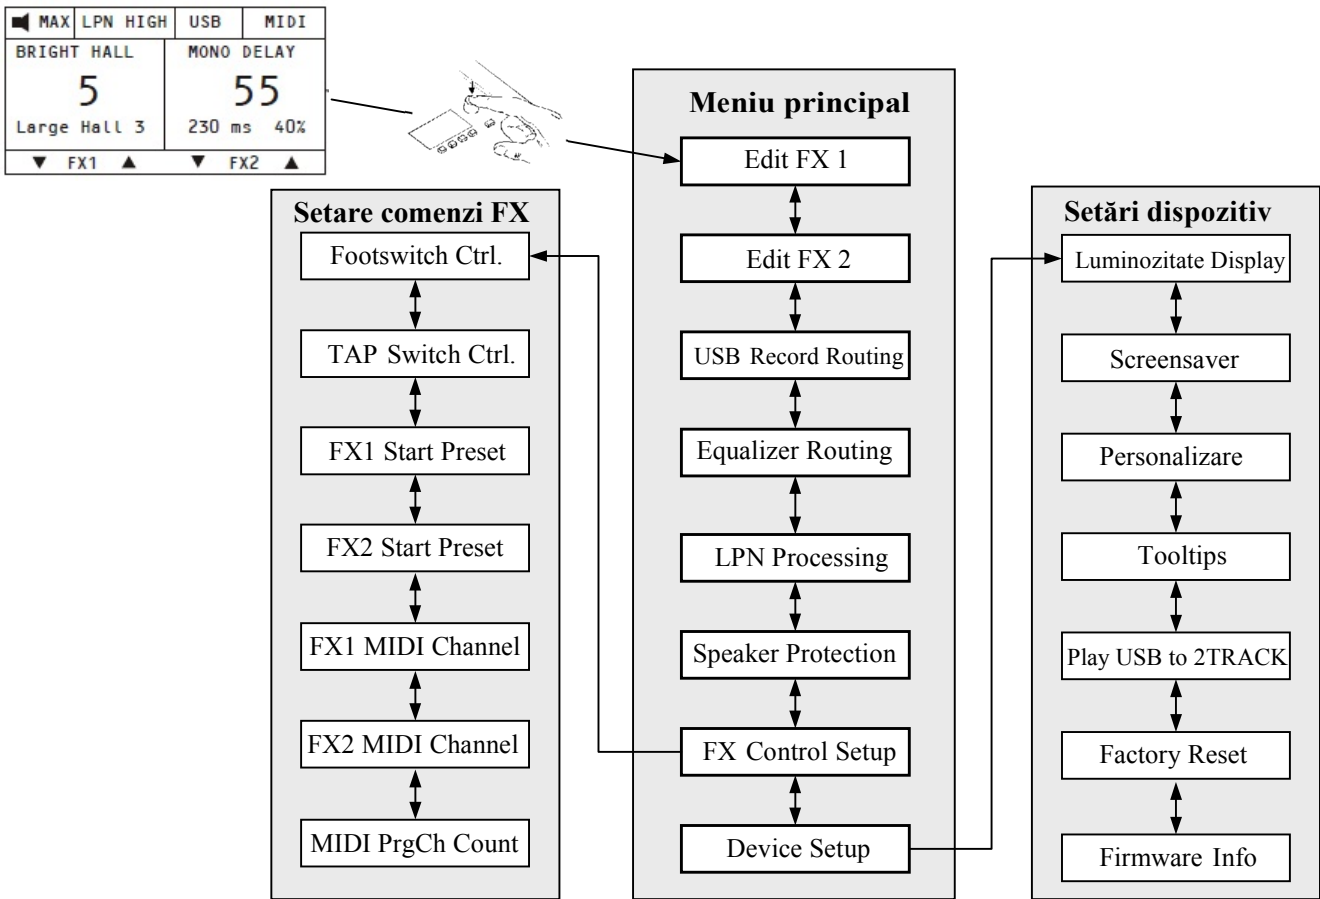 MAX LPN HIGH USB MIDI
BRIGHT HALL MONO DELAY
5 55
Large Hall 3 230 ms 40%
▼ FX1 ▲ ▼ FX2 ▲
Meniu principal
Edit FX 1
Edit FX 2
USB Record Routing
Equalizer Routing
LPN Processing
Speaker Protection
FX Control Setup
Device Setup
Setare comenzi FX
Footswitch Ctrl.
TAP Switch Ctrl.
FX1 Start Preset
FX2 Start Preset
FX1 MIDI Channel
FX2 MIDI Channel
MIDI PrgCh Count
Setări dispozitiv
Luminozitate Display
Screensaver
Personalizare
Tooltips
Play USB to 2TRACK
Factory Reset
Firmware Info